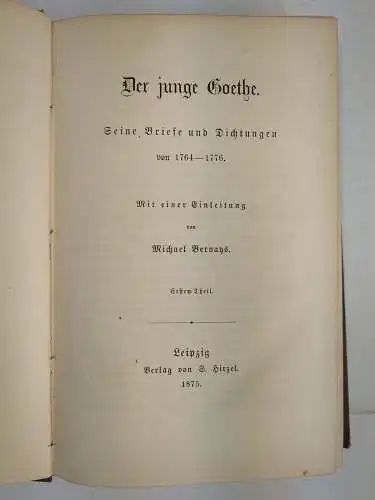 Der junge Goethe.
Seine Briefe und Dichtungen
von 1764—1776.
Mit einer Einleitung
von
Michael Bernays.
Erster Theil.
Leipzig
Verlag von S. Hirzel.
1875.